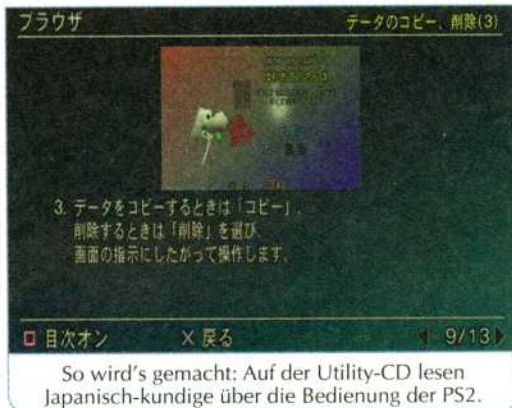 ブラウザ
データのコピー、削除(3)
3. データをコピーするときは「コピー」、
削除するときは「削除」を選び
画面の指示にしたがって操作します。
目次オン
戻る
9/13
So wird's gemacht: Auf der Utility-CD lesen
Japanisch-kundige über die Bedienung der PS2.